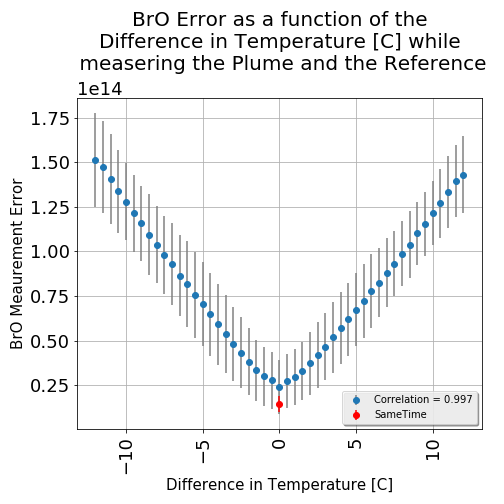 BrO Error as a function of the
Difference in Temperature [C] while
measering the Plume and the Reference
1e14
1.75
1.50
1.25
1.00
0.75
0.50
0.25
BrO Meaurement Error
−10
−5
0
5
10
Difference in Temperature [C]
Correlation = 0.997
SameTime